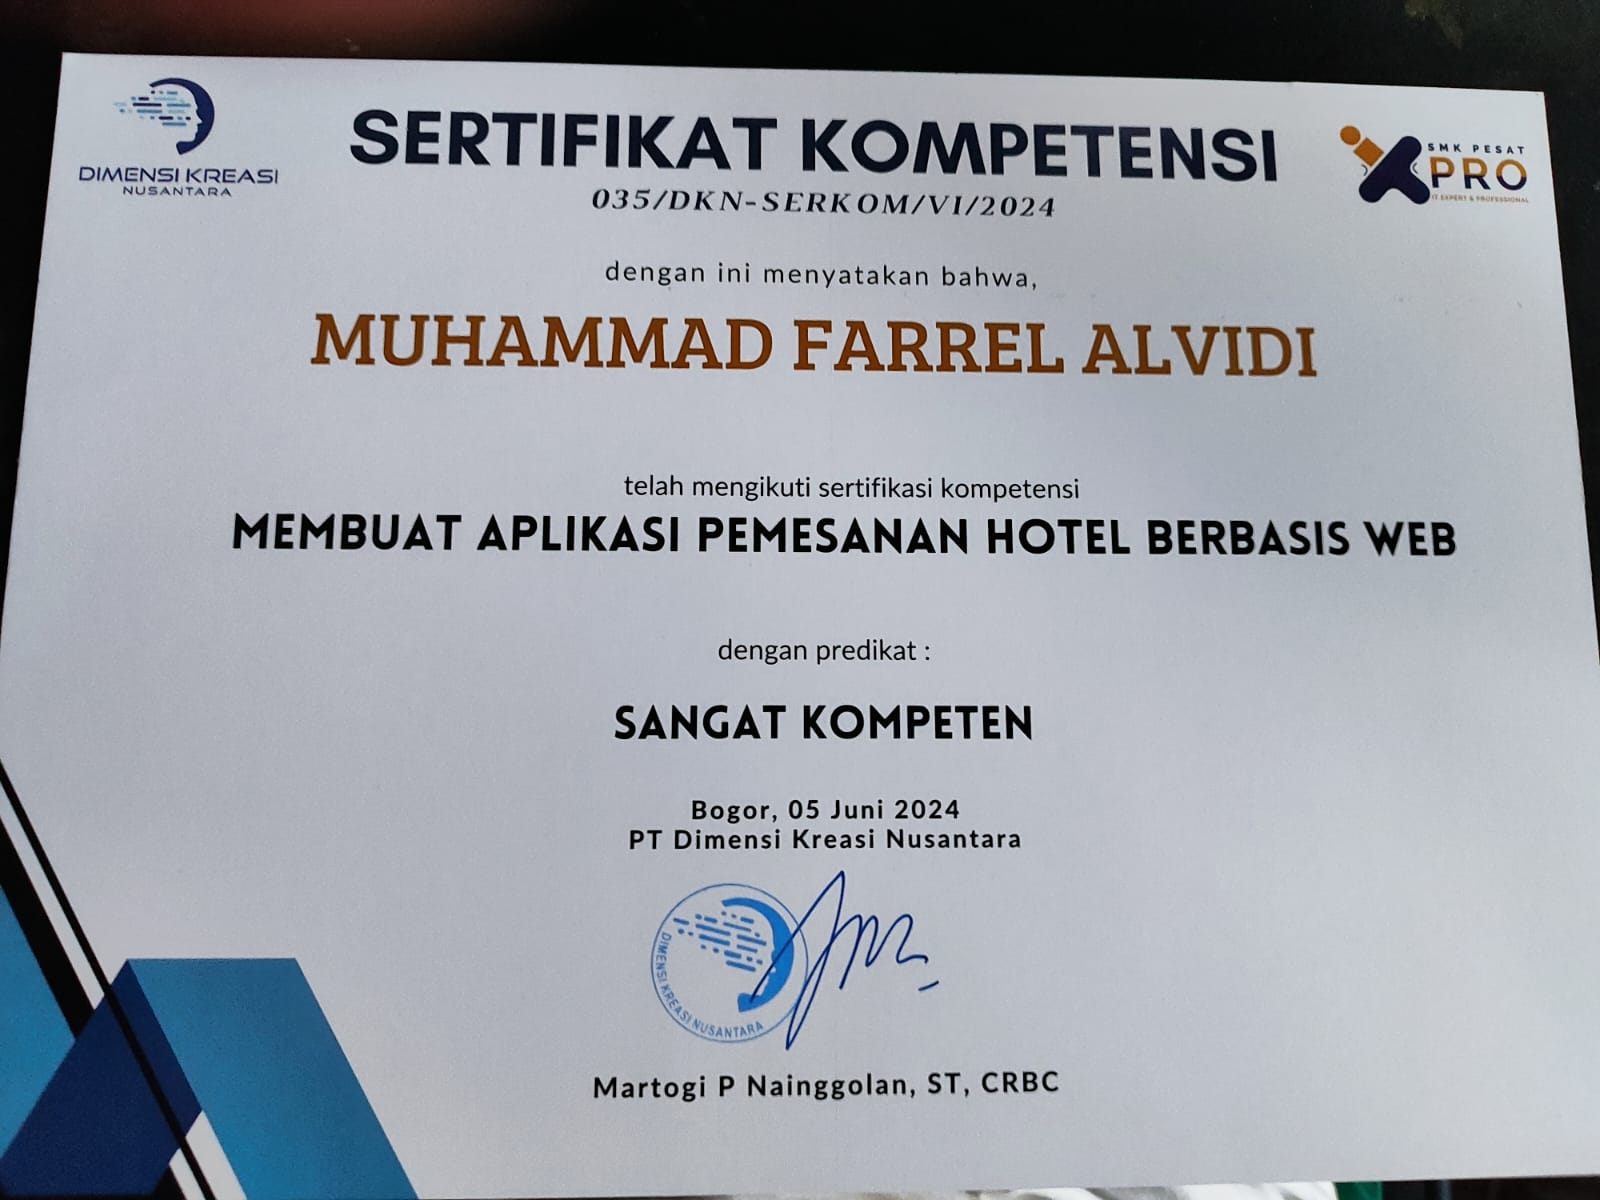 DIMENSI KREASI
NUSANTARA
SERTIFIKAT KOMPETENSI
035/DKN-SERKOM/VI/2024
SMK PESAT
XPRO
IT EXPERT & PROFESSIONAL
dengan ini menyatakan bahwa,
MUHAMMAD FARREL ALVIDI
telah mengikuti sertifikasi kompetensi
MEMBUAT APLIKASI PEMESANAN HOTEL BERBASIS WEB
dengan predikat :
SANGAT KOMPETEN
Bogor, 05 Juni 2024
PT Dimensi Kreasi Nusantara
DIMENSI KREASI NUSANTARA
Martogi P Nainggolan, ST, CRBC